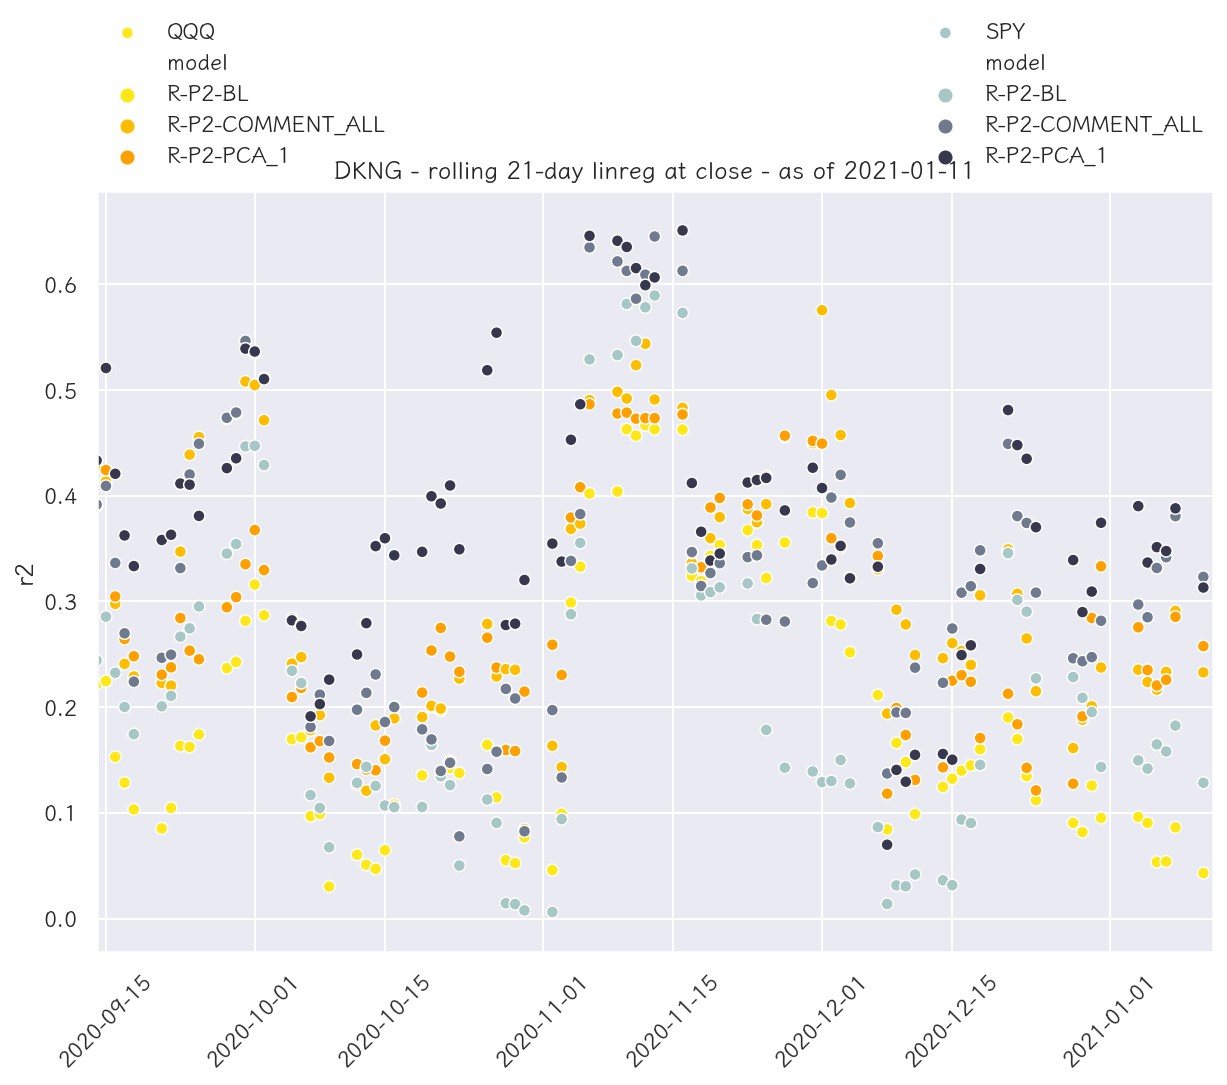 QQQ
model
R-P2-BL
R-P2-COMMENT_ALL
R-P2-PCA_1
SPY
model
R-P2-BL
R-P2-COMMENT_ALL
R-P2-PCA_1
DKNG - rolling 21-day linreg at close - as of 2021-01-11
r2
0.6
0.5
0.4
0.3
0.2
0.1
0.0
2020-09-15
2020-10-01
2020-10-15
2020-11-01
2020-11-15
2020-12-01
2020-12-15
2021-01-01